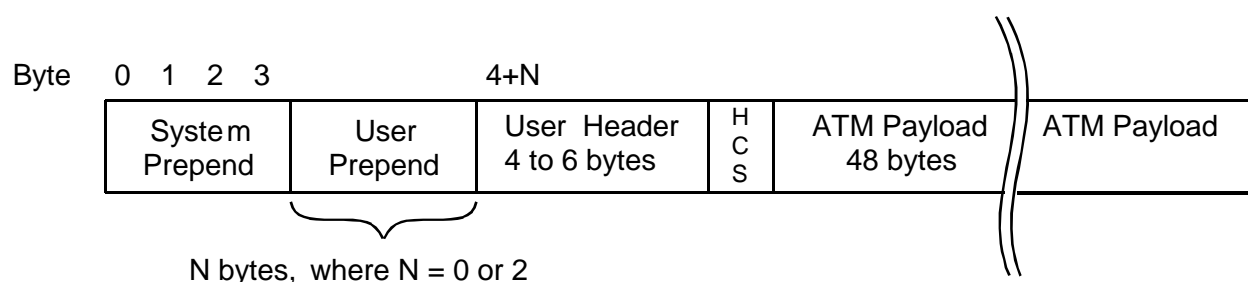 Byte 0 1 2 3 4+N
System Prepend
User Prepend
User Header 4 to 6 bytes
H C S
ATM Payload 48 bytes
ATM Payload
N bytes, where N = 0 or 2